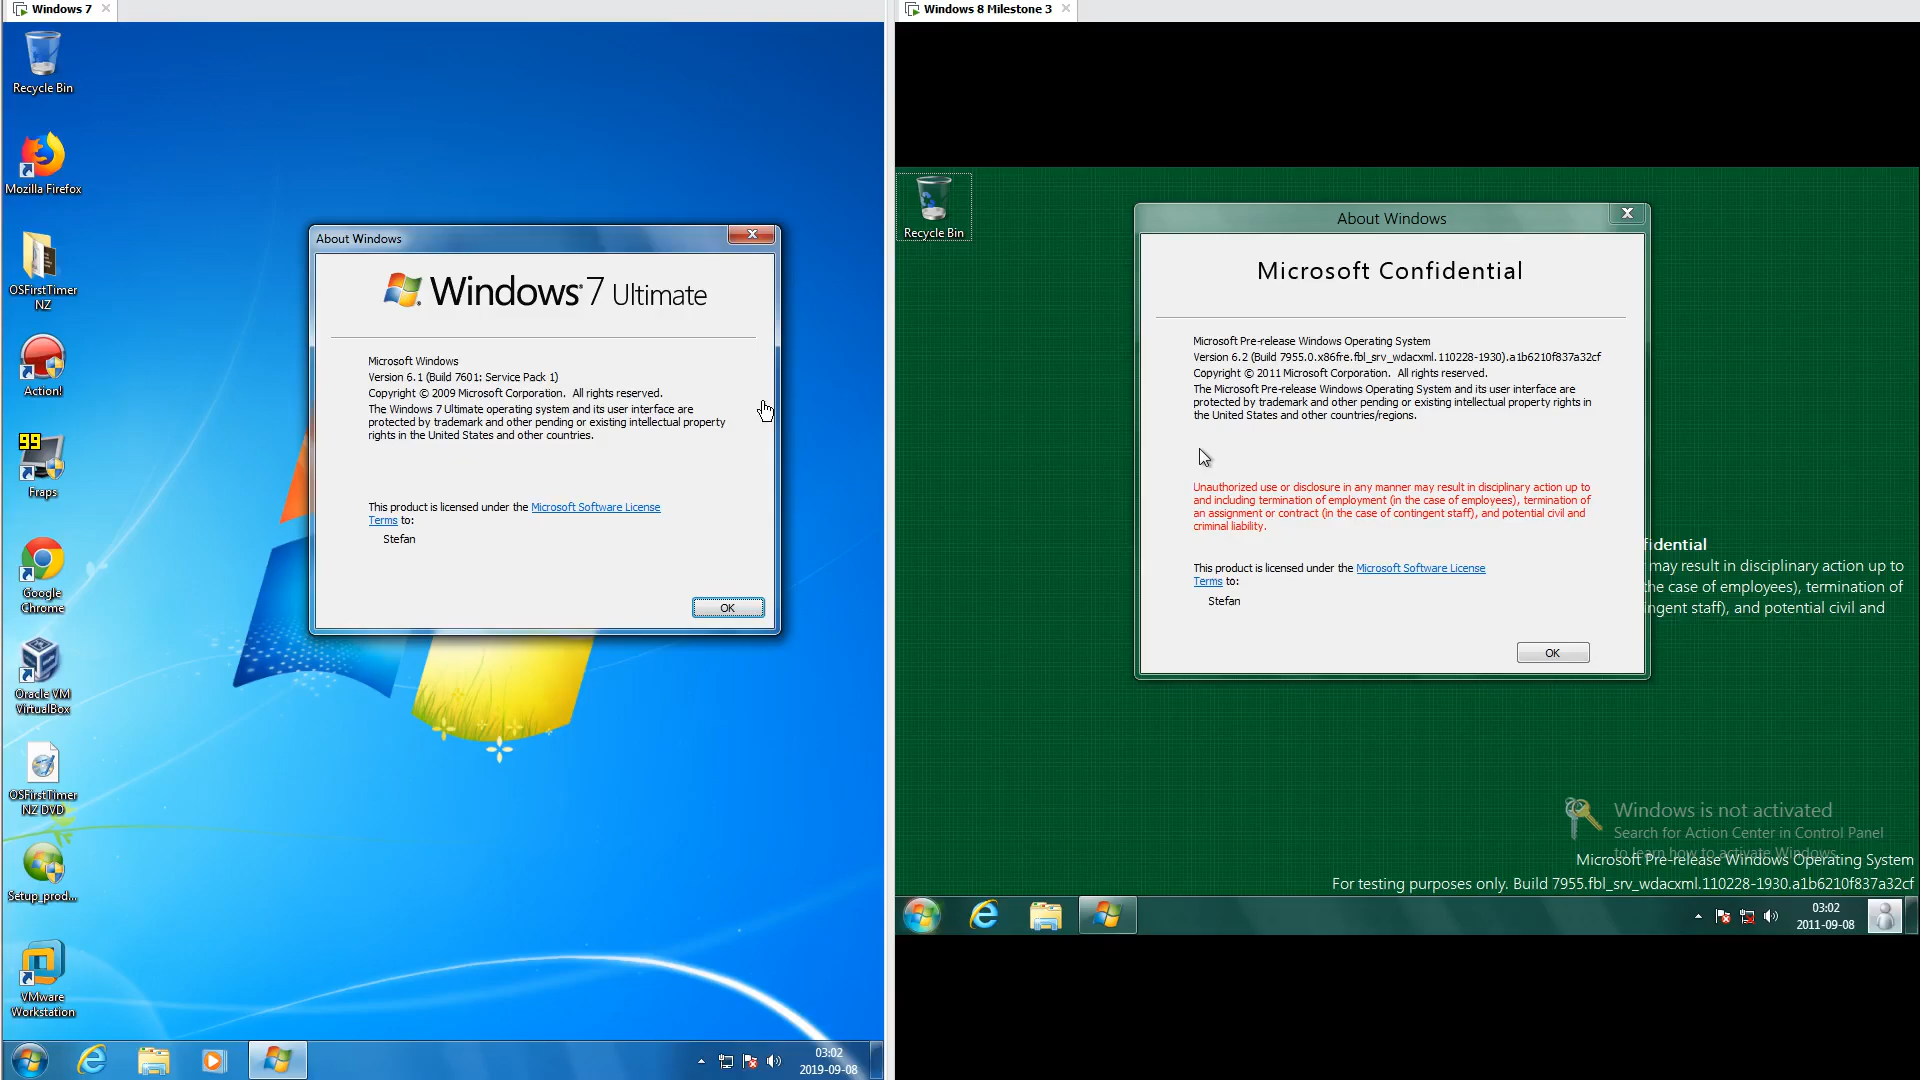 Windows 7
Recycle Bin
Mozilla Firefox
OSFirstTimer
NZ
Action!
99
Fraps
Google
Chrome
Oracle VM
VirtualBox
OSFirstTimer
NZ DVD
Setup_prod...
VMware
Workstation
About Windows
Windows 7 Ultimate
Microsoft Windows
Version 6.1 (Build 7601: Service Pack 1)
Copyright © 2009 Microsoft Corporation. All rights reserved.
The Windows 7 Ultimate operating system and its user interface are
protected by trademark and other pending or existing intellectual property
rights in the United States and other countries.
This product is licensed under the Microsoft Software License
Terms to:
Stefan
OK
03:02
2019-09-08
Windows 8 Milestone 3
Recycle Bin
About Windows
Microsoft Confidential
Microsoft Pre-release Windows Operating System
Version 6.2 (Build 7955.0.x86fre.fbl_srv_wdacxml.110228-1930).a1b6210f837a32cf
Copyright © 2011 Microsoft Corporation. All rights reserved.
The Microsoft Pre-release Windows Operating System and its user interface are
protected by trademark and other pending or existing intellectual property rights in
the United States and other countries/regions.
Unauthorized use or disclosure in any manner may result in disciplinary action up to
and including termination of employment (in the case of employees), termination of
an assignment or contract (in the case of contingent staff), and potential civil and
criminal liability.
This product is licensed under the Microsoft Software License
Terms to:
Stefan
OK
fidential
may result in disciplinary action up to
he case of employees), termination of
ngent staff), and potential civil and
Windows is not activated
Search for Action Center in Control Panel
to learn how to activate Windows.
Microsoft Pre-release Windows Operating System
For testing purposes only. Build 7955.fbl_srv_wdacxml.110228-1930.a1b6210f837a32cf
03:02
2011-09-08